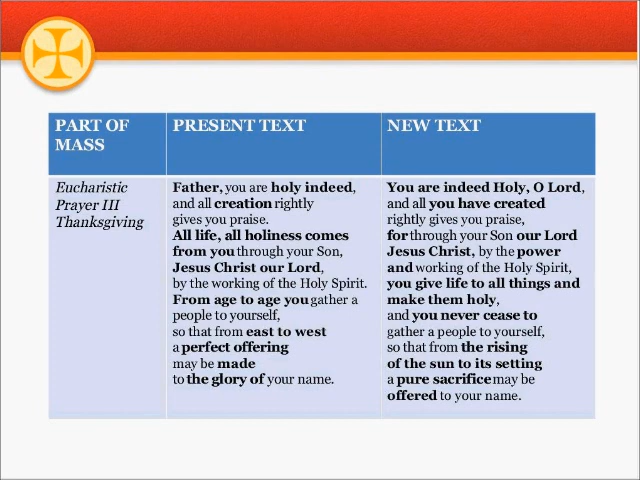 PART OF
MASS
PRESENT TEXT
NEW TEXT
Eucharistic
Prayer III
Thanksgiving
Father, you are holy indeed,
and all creation rightly
gives you praise.
All life, all holiness comes
from you through your Son,
Jesus Christ our Lord,
by the working of the Holy Spirit.
From age to age you gather a
people to yourself,
so that from east to west
a perfect offering
may be made
to the glory of your name.
You are indeed Holy, O Lord,
and all you have created
rightly gives you praise,
for through your Son our Lord
Jesus Christ, by the power
and working of the Holy Spirit,
you give life to all things and
make them holy,
and you never cease to
gather a people to yourself,
so that from the rising
of the sun to its setting
a pure sacrifice may be
offered to your name.